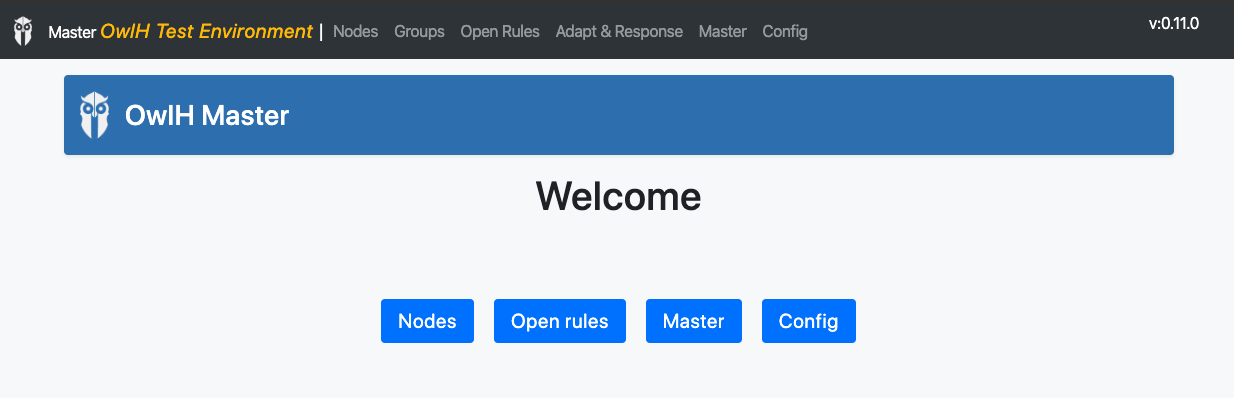 Master OwlH Test Environment | Nodes Groups Open Rules Adapt & Response Master Config v:0.11.0
OwlH Master
Welcome
Nodes Open rules Master Config